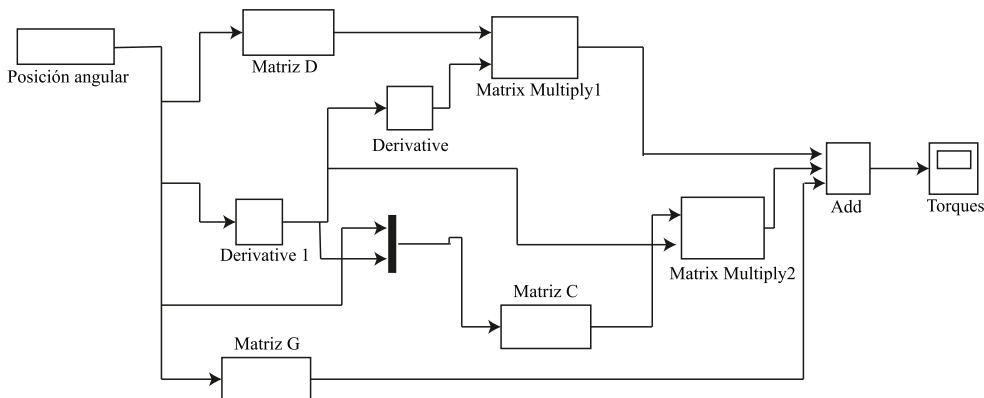 Posición angular
Matriz D
Matrix Multiply1
Derivative
Derivative 1
Add
Torques
Matrix Multiply2
Matriz C
Matriz G